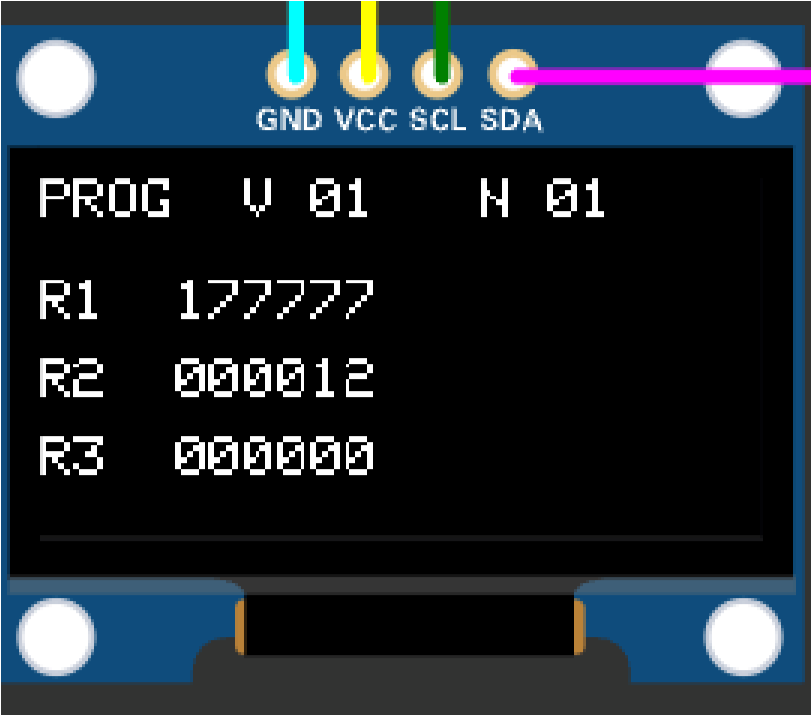 GND VCC SCL SDA
PROG V 01 N 01
R1 177777
R2 000012
R3 000000